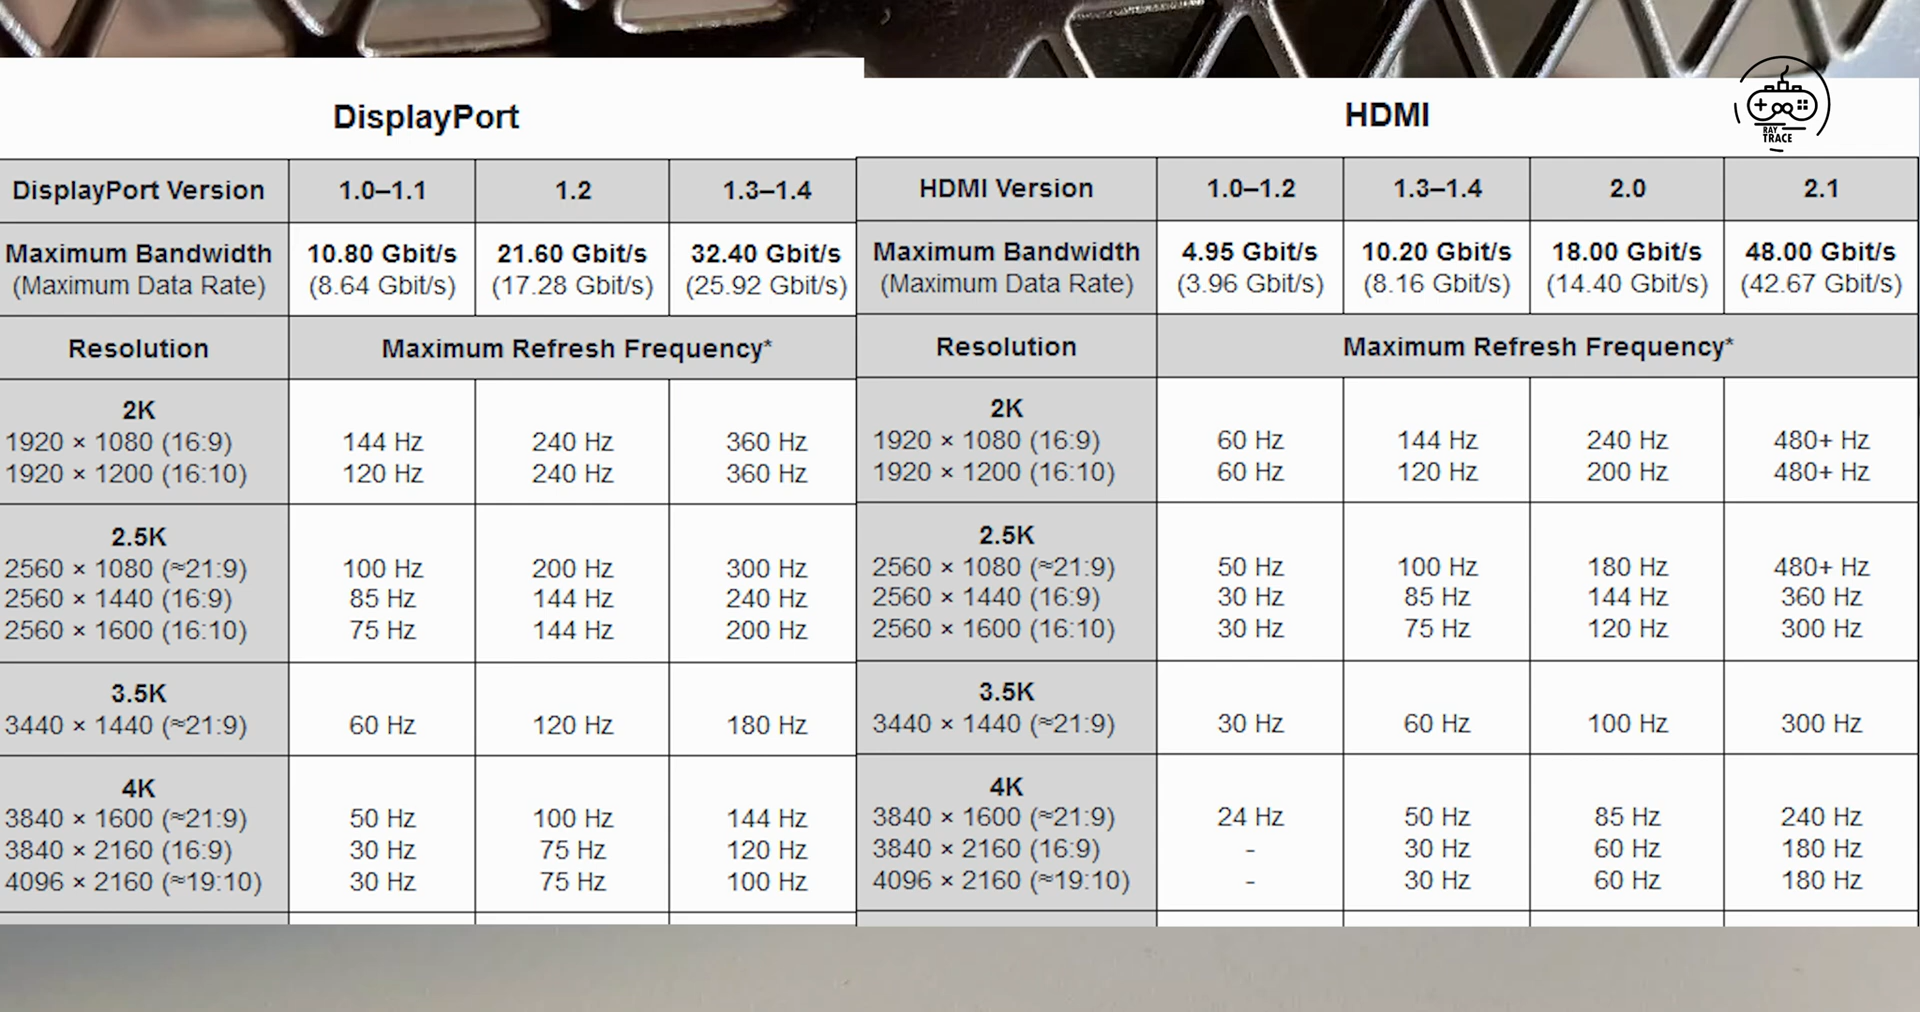 DisplayPort
DisplayPort Version 1.0–1.1 1.2 1.3–1.4
Maximum Bandwidth 10.80 Gbit/s 21.60 Gbit/s 32.40 Gbit/s
(Maximum Data Rate) (8.64 Gbit/s) (17.28 Gbit/s) (25.92 Gbit/s)
Resolution Maximum Refresh Frequency*
2K
1920 × 1080 (16:9) 144 Hz 240 Hz 360 Hz
1920 × 1200 (16:10) 120 Hz 240 Hz 360 Hz
2.5K
2560 × 1080 (≈21:9) 100 Hz 200 Hz 300 Hz
2560 × 1440 (16:9) 85 Hz 144 Hz 240 Hz
2560 × 1600 (16:10) 75 Hz 144 Hz 200 Hz
3.5K
3440 × 1440 (≈21:9) 60 Hz 120 Hz 180 Hz
4K
3840 × 1600 (≈21:9) 50 Hz 100 Hz 144 Hz
3840 × 2160 (16:9) 30 Hz 75 Hz 120 Hz
4096 × 2160 (≈19:10) 30 Hz 75 Hz 100 Hz
HDMI
RAY
TRACE
HDMI Version 1.0–1.2 1.3–1.4 2.0 2.1
Maximum Bandwidth 4.95 Gbit/s 10.20 Gbit/s 18.00 Gbit/s 48.00 Gbit/s
(Maximum Data Rate) (3.96 Gbit/s) (8.16 Gbit/s) (14.40 Gbit/s) (42.67 Gbit/s)
Resolution Maximum Refresh Frequency*
2K
1920 × 1080 (16:9) 60 Hz 144 Hz 240 Hz 480+ Hz
1920 × 1200 (16:10) 60 Hz 120 Hz 200 Hz 480+ Hz
2.5K
2560 × 1080 (≈21:9) 50 Hz 100 Hz 180 Hz 480+ Hz
2560 × 1440 (16:9) 30 Hz 85 Hz 144 Hz 360 Hz
2560 × 1600 (16:10) 30 Hz 75 Hz 120 Hz 300 Hz
3.5K
3440 × 1440 (≈21:9) 30 Hz 60 Hz 100 Hz 300 Hz
4K
3840 × 1600 (≈21:9) 24 Hz 50 Hz 85 Hz 240 Hz
3840 × 2160 (16:9) - 30 Hz 60 Hz 180 Hz
4096 × 2160 (≈19:10) - 30 Hz 60 Hz 180 Hz